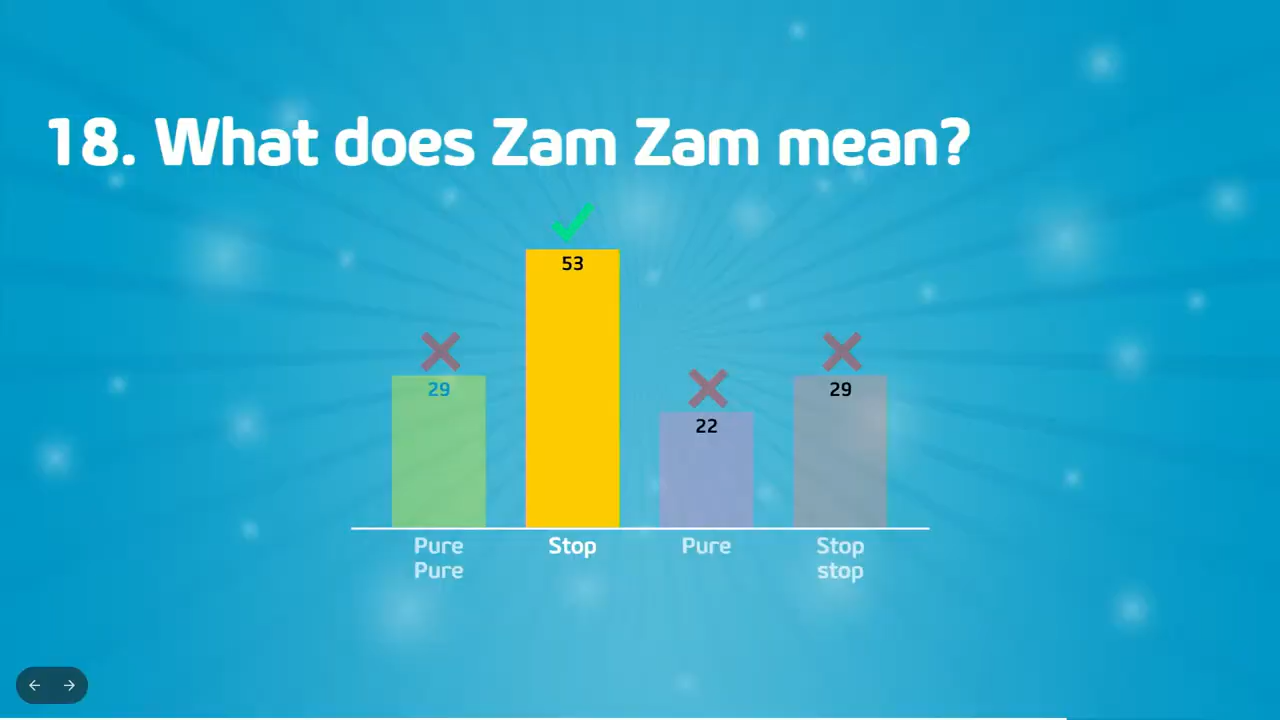 18. What does Zam Zam mean?
53
29
22
29
Pure
Pure
Stop
Pure
Stop
stop